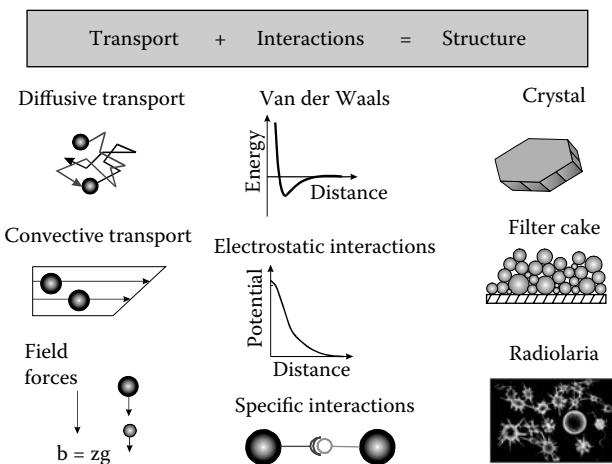 Transport + Interactions = Structure
Diffusive transport
Van der Waals
Crystal
Energy
Distance
Convective transport
Electrostatic interactions
Filter cake
Potential
Distance
Field
forces
b = zg
Specific interactions
Radiolaria